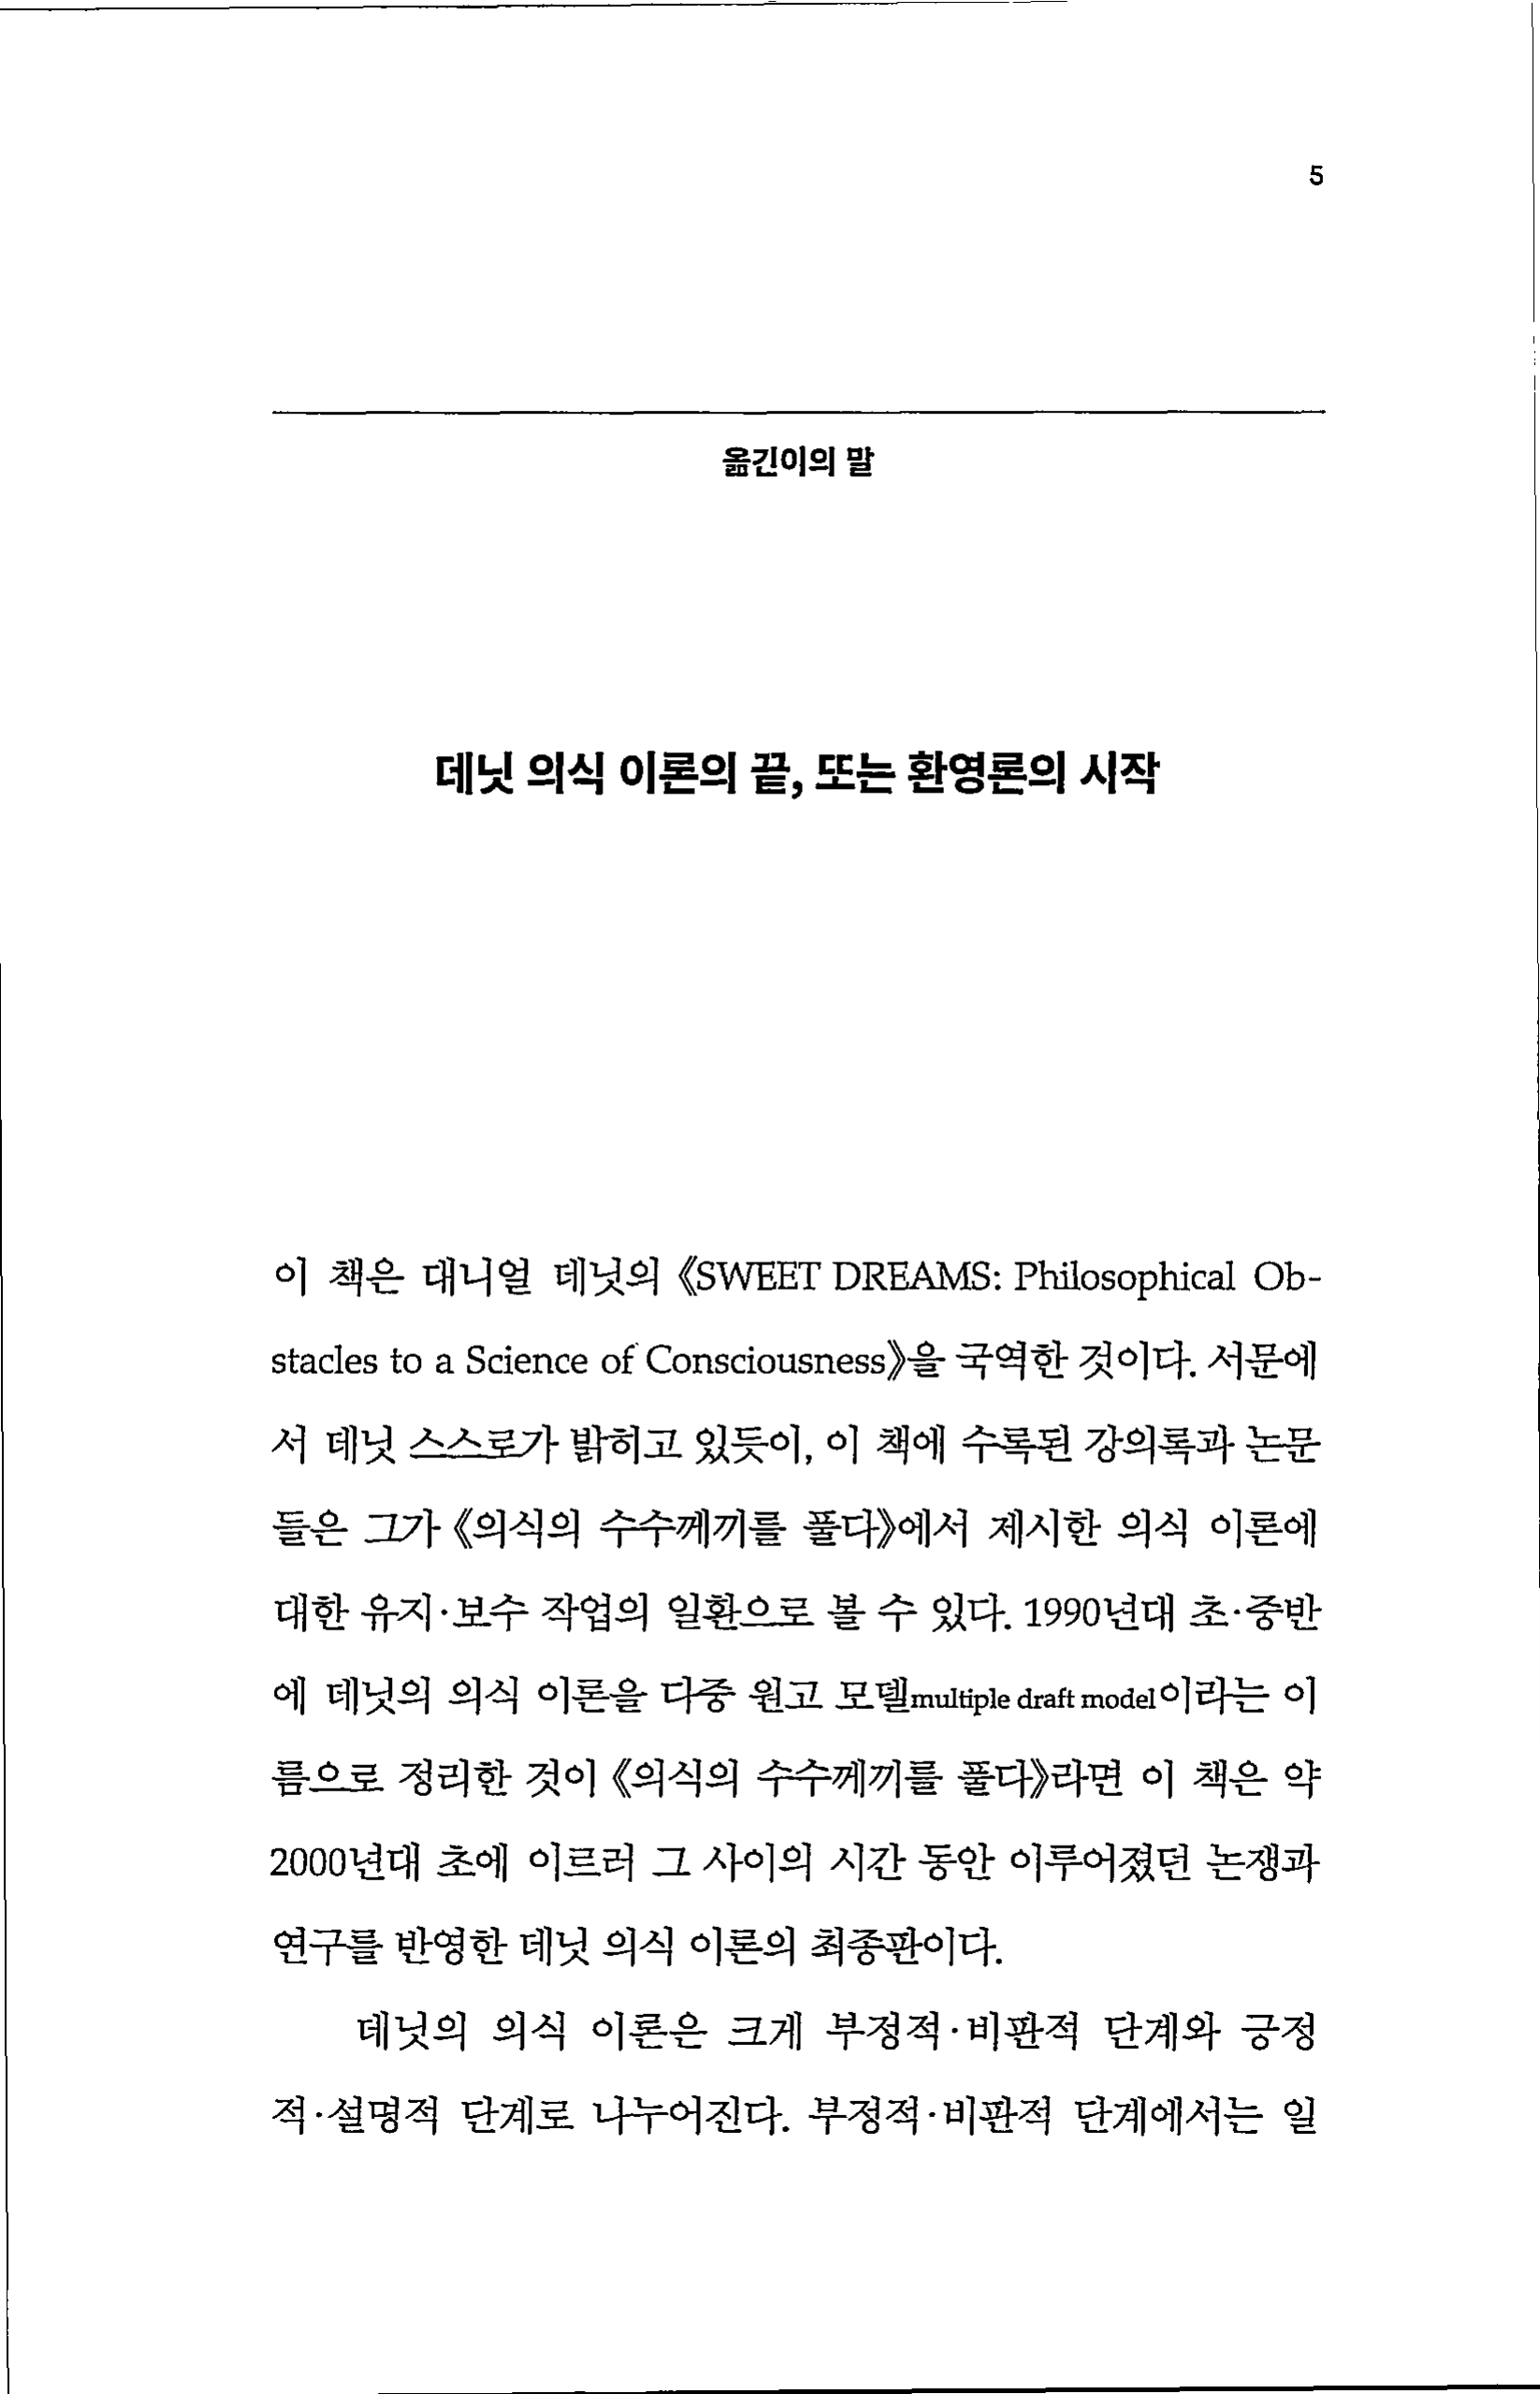 5
옮긴이의 말
데닛 의식 이론의 끝, 또는 환영론의 시작
이 책은 대니얼 데닛의 《SWEET DREAMS: Philosophical Ob-
stacles to a Science of Consciousness》을 국역한 것이다. 서문에
서 데닛 스스로가 밝히고 있듯이, 이 책에 수록된 강의록과 논문
들은 그가 《의식의 수수께끼를 풀다》에서 제시한 의식 이론에
대한 유지·보수 작업의 일환으로 볼 수 있다. 1990년대 초·중반
에 데닛의 의식 이론을 다중 원고 모델multiple draft model이라는 이
름으로 정리한 것이 《의식의 수수께끼를 풀다》라면 이 책은 약
2000년대 초에 이르러 그 사이의 시간 동안 이루어졌던 논쟁과
연구를 반영한 데닛 의식 이론의 최종판이다.
데닛의 의식 이론은 크게 부정적·비판적 단계와 긍정
적·설명적 단계로 나누어진다. 부정적·비판적 단계에서는 일